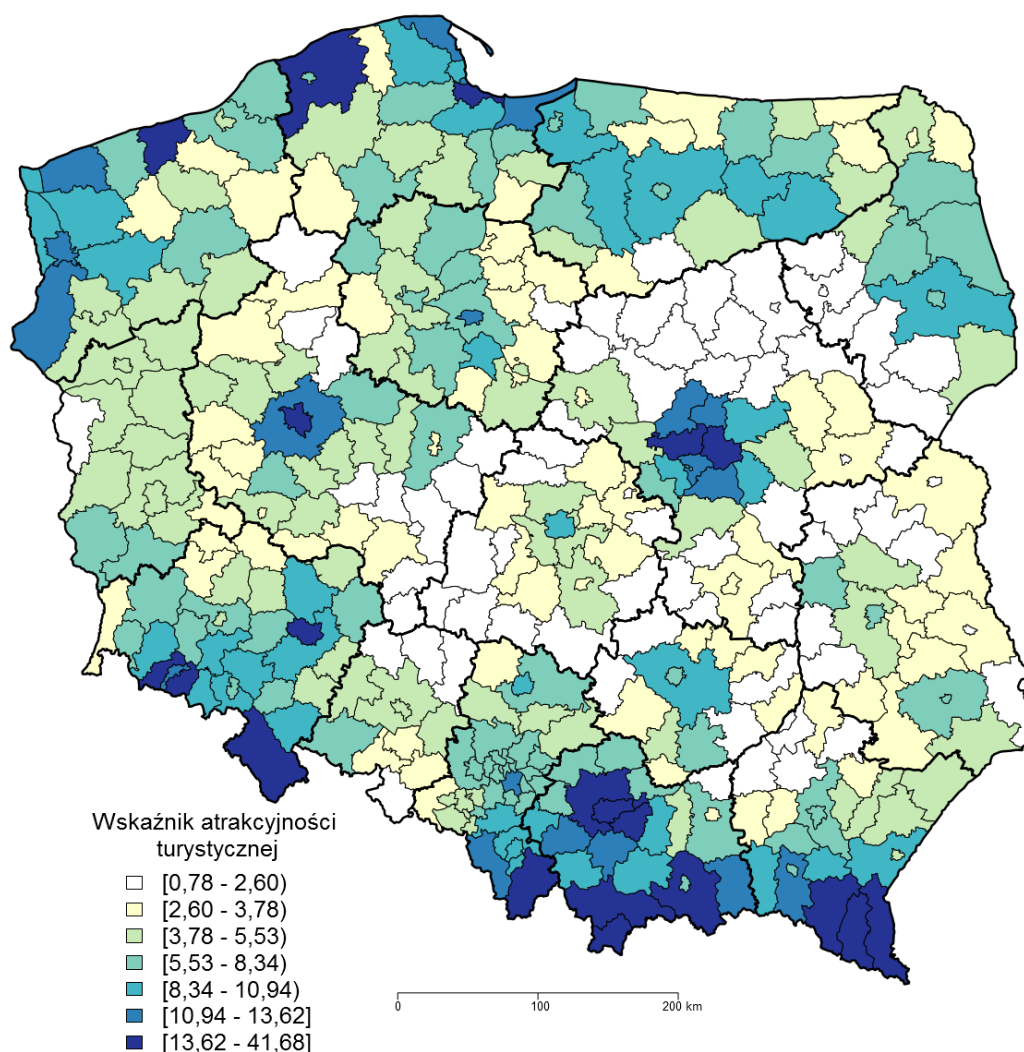 Wskaźnik atrakcyjności
turystycznej
[0,78 - 2,60)
[2,60 - 3,78)
[3,78 - 5,53)
[5,53 - 8,34)
[8,34 - 10,94)
[10,94 - 13,62]
[13,62 - 41,68]
0 100 200 km